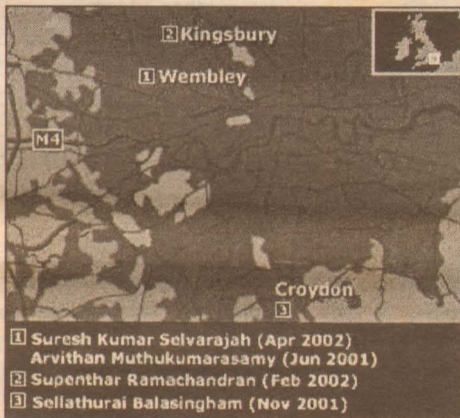 2 Kingsbury
1 Wembley
M4
Croydon
3
1 Suresh Kumar Selvarajah (Apr 2002)
Arvithan Muthukumarasamy (Jun 2001)
2 Supenthar Ramachandran (Feb 2002)
3 Sellathurai Balasingham (Nov 2001)